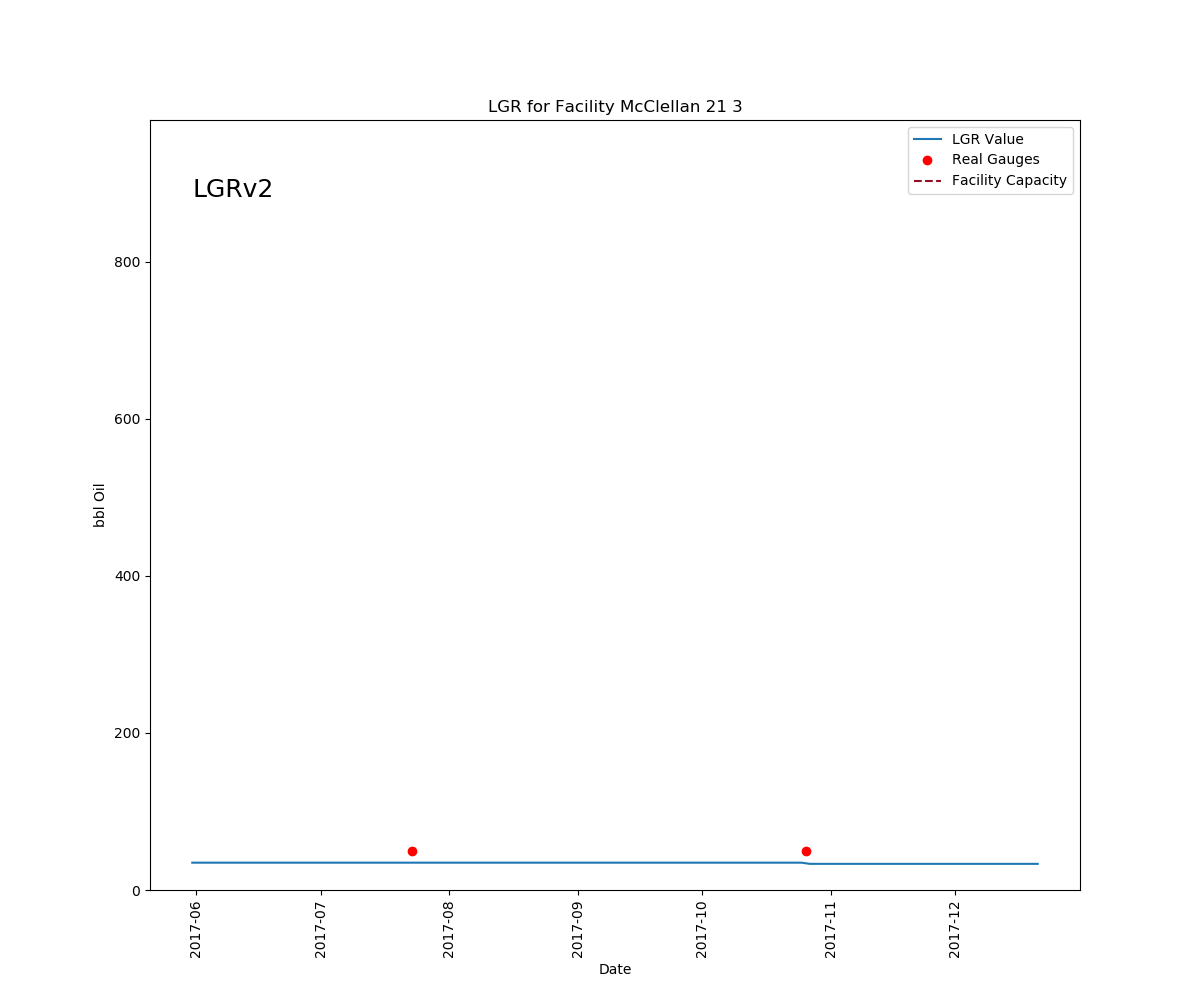 LGR for Facility McClellan 21 3
LGR Value
Real Gauges
Facility Capacity
LGRv2
800
600
400
200
0
bbl Oil
2017-06
2017-07
2017-08
2017-09
2017-10
2017-11
2017-12
Date